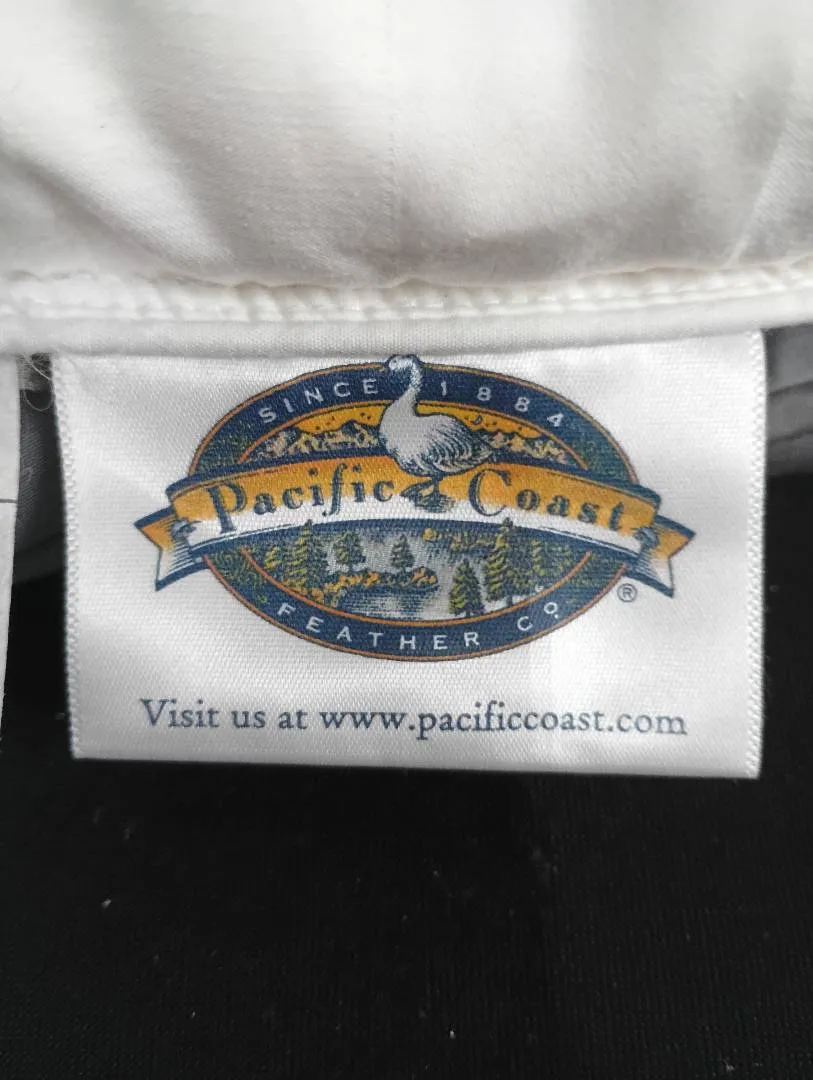 SINCE 1884
Pacific Coast
FEATHER CO.
®
Visit us at www.pacificcoast.com